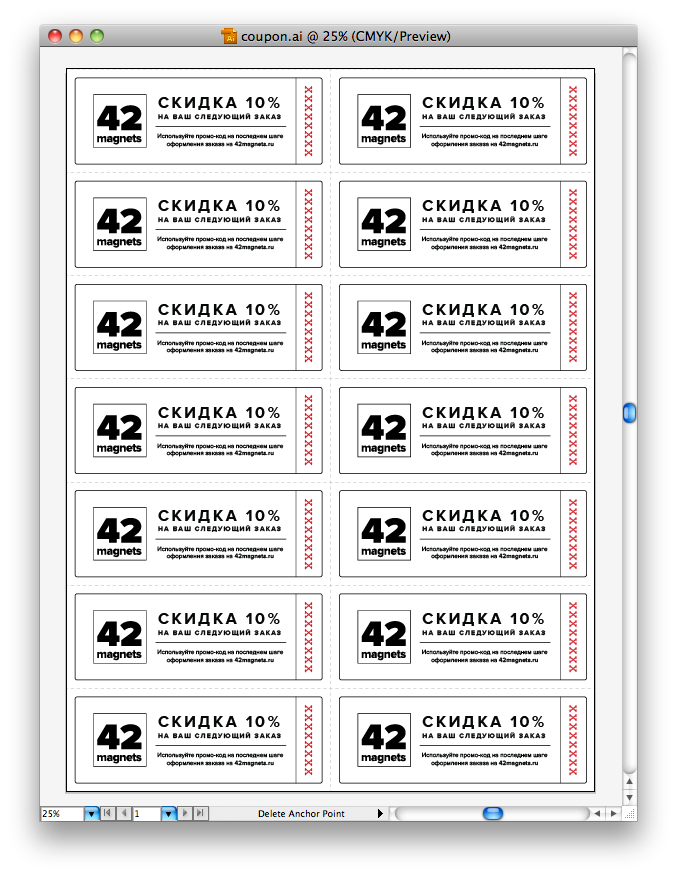 coupon.ai @ 25% (CMYK/Preview)
42
magnets
СКИДКА 10%
НА ВАШ СЛЕДУЮЩИЙ ЗАКАЗ
Используйте промо-код на последнем шаге
оформления заказа на 42magnets.ru
XXXXXXXX
42
magnets
СКИДКА 10%
НА ВАШ СЛЕДУЮЩИЙ ЗАКАЗ
Используйте промо-код на последнем шаге
оформления заказа на 42magnets.ru
XXXXXXXX
42
magnets
СКИДКА 10%
НА ВАШ СЛЕДУЮЩИЙ ЗАКАЗ
Используйте промо-код на последнем шаге
оформления заказа на 42magnets.ru
XXXXXXXX
42
magnets
СКИДКА 10%
НА ВАШ СЛЕДУЮЩИЙ ЗАКАЗ
Используйте промо-код на последнем шаге
оформления заказа на 42magnets.ru
XXXXXXXX
42
magnets
СКИДКА 10%
НА ВАШ СЛЕДУЮЩИЙ ЗАКАЗ
Используйте промо-код на последнем шаге
оформления заказа на 42magnets.ru
XXXXXXXX
42
magnets
СКИДКА 10%
НА ВАШ СЛЕДУЮЩИЙ ЗАКАЗ
Используйте промо-код на последнем шаге
оформления заказа на 42magnets.ru
XXXXXXXX
42
magnets
СКИДКА 10%
НА ВАШ СЛЕДУЮЩИЙ ЗАКАЗ
Используйте промо-код на последнем шаге
оформления заказа на 42magnets.ru
XXXXXXXX
42
magnets
СКИДКА 10%
НА ВАШ СЛЕДУЮЩИЙ ЗАКАЗ
Используйте промо-код на последнем шаге
оформления заказа на 42magnets.ru
XXXXXXXX
42
magnets
СКИДКА 10%
НА ВАШ СЛЕДУЮЩИЙ ЗАКАЗ
Используйте промо-код на последнем шаге
оформления заказа на 42magnets.ru
XXXXXXXX
42
magnets
СКИДКА 10%
НА ВАШ СЛЕДУЮЩИЙ ЗАКАЗ
Используйте промо-код на последнем шаге
оформления заказа на 42magnets.ru
XXXXXXXX
42
magnets
СКИДКА 10%
НА ВАШ СЛЕДУЮЩИЙ ЗАКАЗ
Используйте промо-код на последнем шаге
оформления заказа на 42magnets.ru
XXXXXXXX
42
magnets
СКИДКА 10%
НА ВАШ СЛЕДУЮЩИЙ ЗАКАЗ
Используйте промо-код на последнем шаге
оформления заказа на 42magnets.ru
XXXXXXXX
42
magnets
СКИДКА 10%
НА ВАШ СЛЕДУЮЩИЙ ЗАКАЗ
Используйте промо-код на последнем шаге
оформления заказа на 42magnets.ru
XXXXXXXX
42
magnets
СКИДКА 10%
НА ВАШ СЛЕДУЮЩИЙ ЗАКАЗ
Используйте промо-код на последнем шаге
оформления заказа на 42magnets.ru
XXXXXXXX
25% 1 Delete Anchor Point